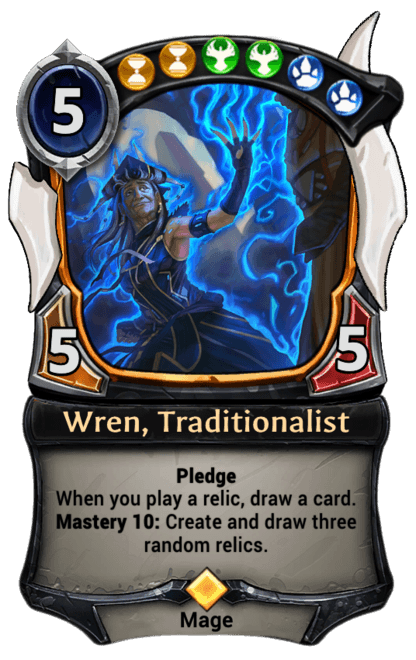 5
5
5
Wren, Traditionalist
Pledge
When you play a relic, draw a card.
Mastery 10: Create and draw three
random relics.
Mage